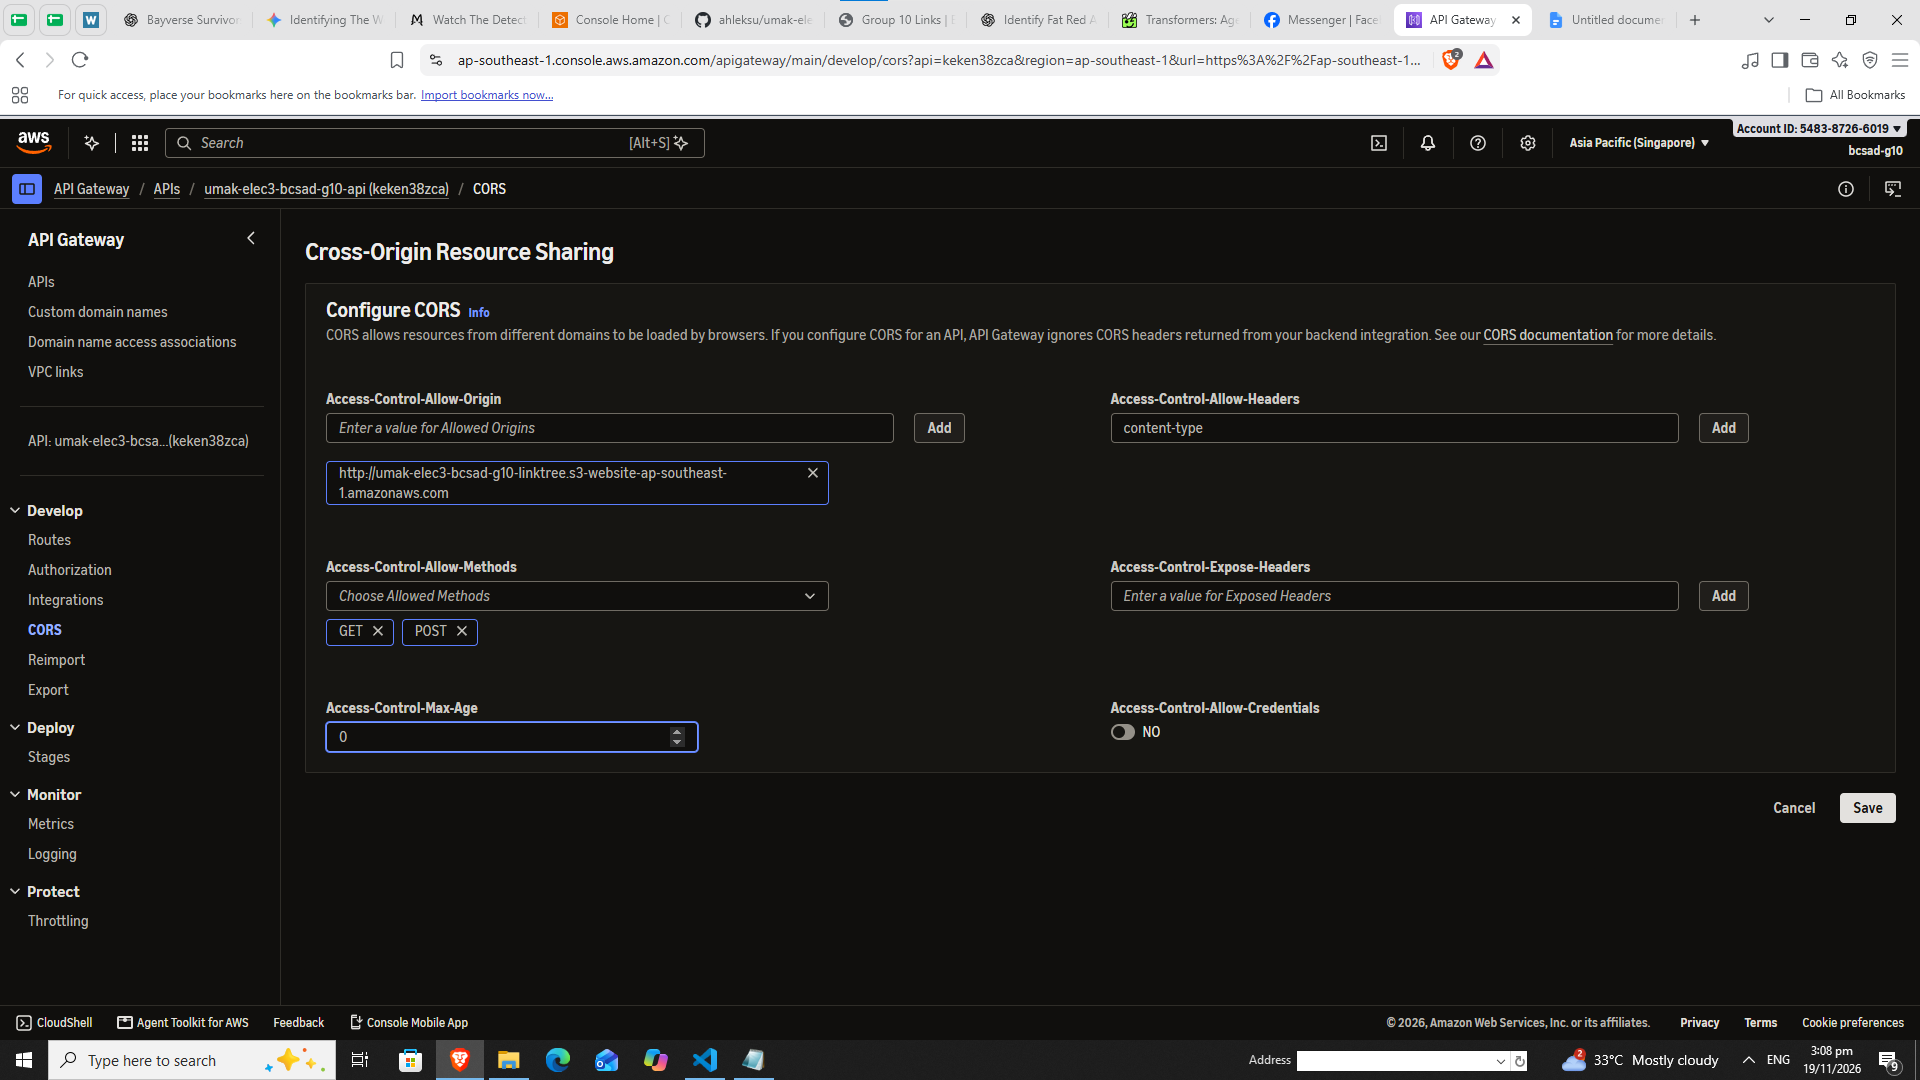 Bayverse Survivor
Identifying The W
Watch The Detect
Console Home | C
ahleksu/umak-ele
Group 10 Links | E
Identify Fat Red A
Transformers: Age
Messenger | Face
API Gateway
Untitled documen
ap-southeast-1.console.aws.amazon.com/apigateway/main/develop/cors?api=keken38zca&region=ap-southeast-1&url=https%3A%2F%2Fap-southeast-1...
2
For quick access, place your bookmarks here on the bookmarks bar. Import bookmarks now...
All Bookmarks
aws
Search
[Alt+S]
Asia Pacific (Singapore)
Account ID: 5483-8726-6019
bcsad-g10
API Gateway / APIs / umak-elec3-bcsad-g10-api (keken38zca) / CORS
API Gateway
APIs
Custom domain names
Domain name access associations
VPC links
API: umak-elec3-bcsa...(keken38zca)
Develop
Routes
Authorization
Integrations
CORS
Reimport
Export
Deploy
Stages
Monitor
Metrics
Logging
Protect
Throttling
Cross-Origin Resource Sharing
Configure CORS Info
CORS allows resources from different domains to be loaded by browsers. If you configure CORS for an API, API Gateway ignores CORS headers returned from your backend integration. See our CORS documentation for more details.
Access-Control-Allow-Origin
Enter a value for Allowed Origins
Add
http://umak-elec3-bcsad-g10-linktree.s3-website-ap-southeast-
1.amazonaws.com
Access-Control-Allow-Headers
content-type
Add
Access-Control-Allow-Methods
Choose Allowed Methods
GET
POST
Access-Control-Expose-Headers
Enter a value for Exposed Headers
Add
Access-Control-Max-Age
0
Access-Control-Allow-Credentials
NO
Cancel
Save
CloudShell
Agent Toolkit for AWS
Feedback
Console Mobile App
© 2026, Amazon Web Services, Inc. or its affiliates.
Privacy
Terms
Cookie preferences
Type here to search
Address
2
33°C Mostly cloudy
ENG
3:08 pm
19/11/2026
9